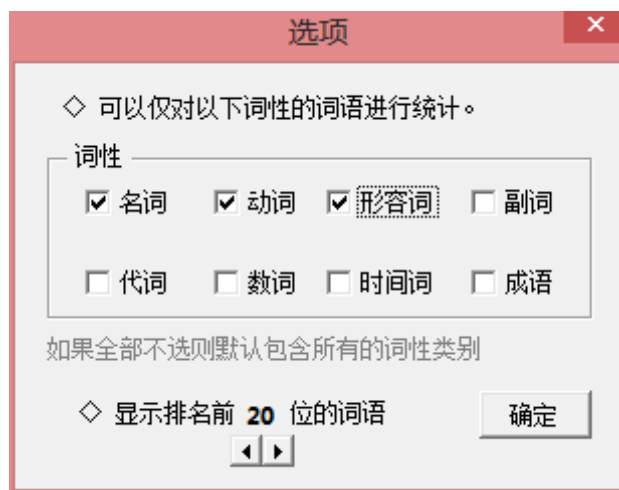 选项
◇ 可以仅对以下词性的词语进行统计。
词性
名词 动词 形容词 副词
代词 数词 时间词 成语
如果全部不选则默认包含所有的词性类别
◇ 显示排名前 20 位的词语 确定